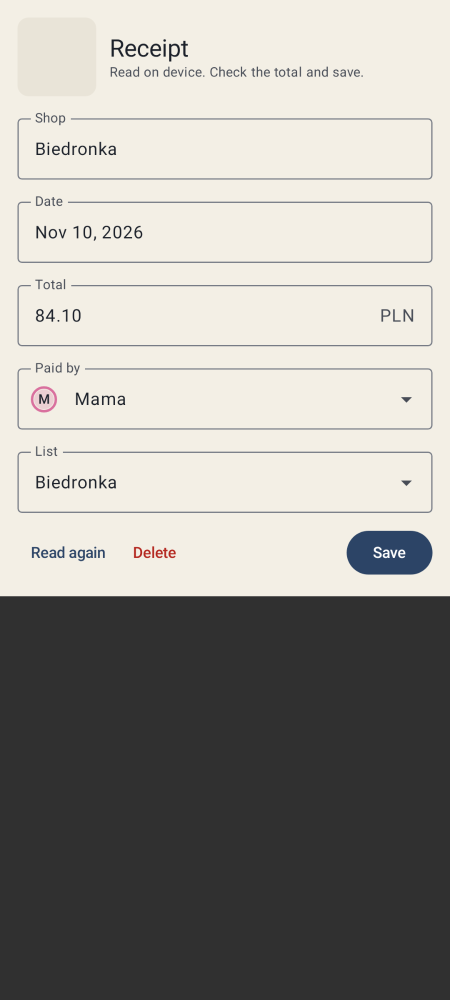 Receipt
Read on device. Check the total and save.
Shop
Biedronka
Date
Nov 10, 2026
Total
84.10 PLN
Paid by
M Mama
List
Biedronka
Read again Delete Save